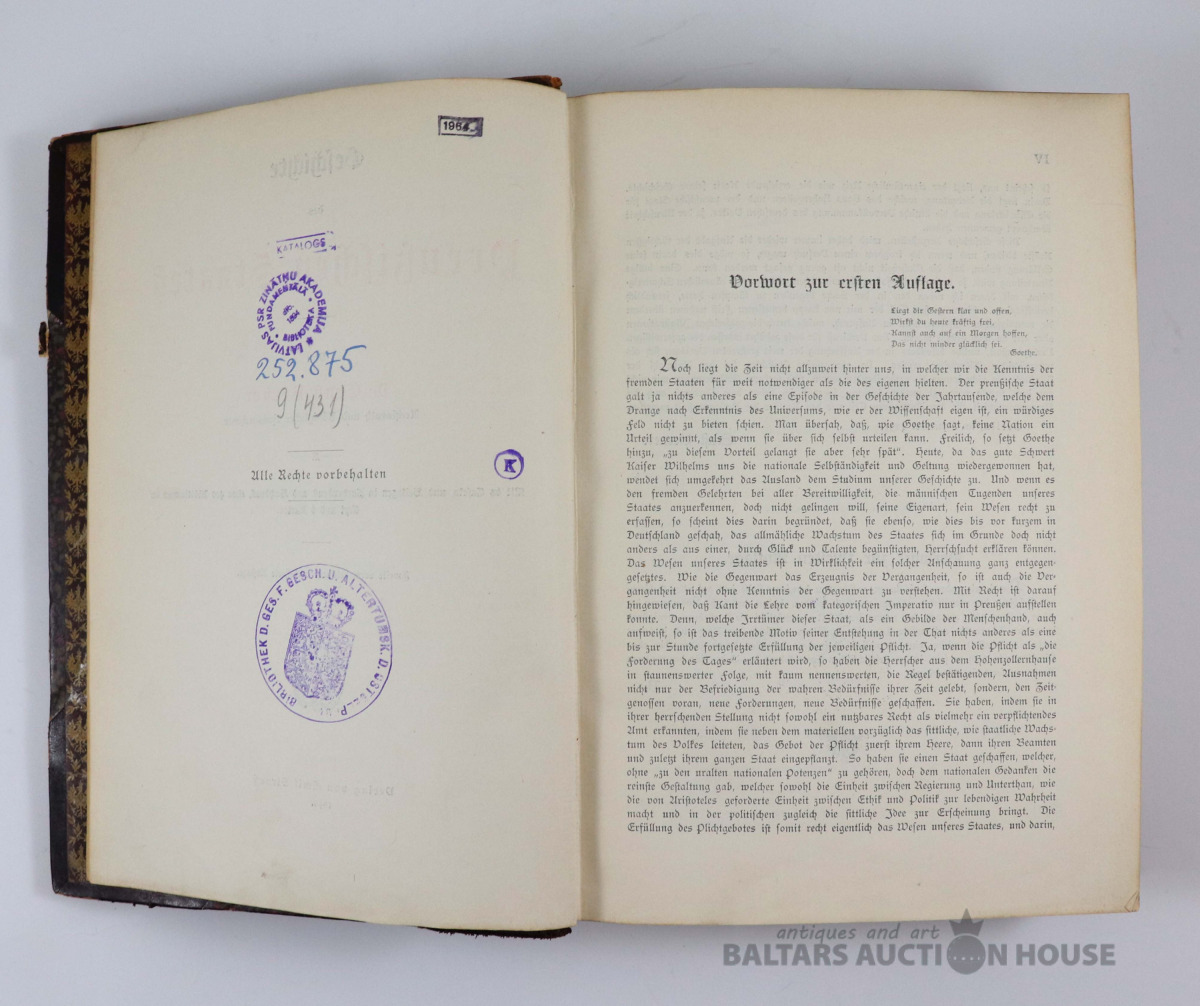 1964
KATALOGS
LATVIJAS PSR ZINĀTŅU AKADEMIJA
FUNDAMENTĀLĀ
252.875
9(431)
Alle Rechte vorbehalten
K
BIBLIOTHEK D. GES. F. GESCH. U. ALTERTUMSK. D.
IV
Vorwort zur ersten Auflage.
Liegt dir Gestern klar und offen,
Wirkst du heute kräftig frei,
Kannst auch auf ein Morgen hoffen,
Das nicht minder glücklich sei.
Goethe.
Noch liegt die Zeit nicht allzuweit hinter uns, in welcher wir die Kenntnis der
fremden Staaten für weit notwendiger als die des eigenen hielten. Der preußische Staat
galt ja nichts anderes als eine Episode in der Geschichte der Jahrtausende, welche dem
Drange nach Erkenntnis des Universums, wie er der Wissenschaft eigen ist, ein würdiges
Feld nicht zu bieten schien. Man übersah, daß, wie Goethe sagt, keine Nation ein
Urteil gewinnt, als wenn sie über sich selbst urteilen kann. Freilich, so setzt Goethe
hinzu, „zu diesem Vorteil gelangt sie aber sehr spät“. Heute, da das gute Schwert
Kaiser Wilhelms uns die nationale Selbständigkeit und Geltung wiedergewonnen hat,
wendet sich umgekehrt das Ausland dem Studium unserer Geschichte zu. Und wenn es
den fremden Gelehrten bei aller Bereitwilligkeit, die männischen Tugenden unseres
Staates anzuerkennen, doch nicht gelingen will, seine Eigenart, sein Wesen recht zu
erfassen, so scheint dies darin begründet, daß sie ebenso, wie dies bis vor kurzem in
Deutschland geschah, das allmähliche Wachstum des Staates sich im Grunde doch nicht
anders als aus einer, durch Glück und Talente begünstigten, Herrschsucht erklären können.
Das Wesen unseres Staates ist in Wirklichkeit ein solcher Anschauung ganz entgegen-
gesetztes. Wie die Gegenwart das Erzeugnis der Vergangenheit, so ist auch die Ver-
gangenheit nicht ohne Kenntnis der Gegenwart zu verstehen. Mit Recht ist darauf
hingewiesen, daß Kant die Lehre vom kategorischen Imperativ nur in Preußen aufstellen
konnte. Denn, welche Irrtümer dieser Staat, als ein Gebilde der Menschenhand, auch
aufweist, so ist das treibende Motiv seiner Entstehung in der That nichts anderes als eine
bis zur Stunde fortgesetzte Erfüllung der jeweiligen Pflicht. Ja, wenn die Pflicht als „die
Forderung des Tages“ erläutert wird, so haben die Herrscher aus dem Hohenzollernhause
in staunenswerter Folge, mit kaum nennenswerten, die Regel bestätigenden, Ausnahmen
nicht nur der Befriedigung der wahren Bedürfnisse ihrer Zeit gelebt, sondern, den Zeit-
genossen voran, neue Forderungen, neue Bedürfnisse geschaffen. Sie haben, indem sie in
ihrer herrschenden Stellung nicht sowohl ein nutzbares Recht als vielmehr ein verpflichtendes
Amt erkannten, indem sie neben dem materiellen vorzüglich das sittliche, wie staatliche Wachs-
tum des Volkes leiteten, das Gebot der Pflicht zuerst ihrem Heere, dann ihren Beamten
und zuletzt ihrem ganzen Staat eingepflanzt. So haben sie einen Staat geschaffen, welcher,
ohne „zu den uralten nationalen Potenzen“ zu gehören, doch dem nationalen Gedanken die
reinste Gestaltung gab, welcher sowohl die Einheit zwischen Regierung und Unterthan, wie
die von Aristoteles geforderte Einheit zwischen Ethik und Politik zur lebendigen Wahrheit
macht und in der politischen zugleich die sittliche Idee zur Erscheinung bringt. Die
Erfüllung des Plichtgebotes ist somit recht eigentlich das Wesen unseres Staates, und darin,
antiques and art
BALTARS AUCTION HOUSE